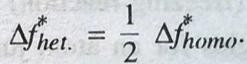 Δf*het. = 1/2 Δf*homo.